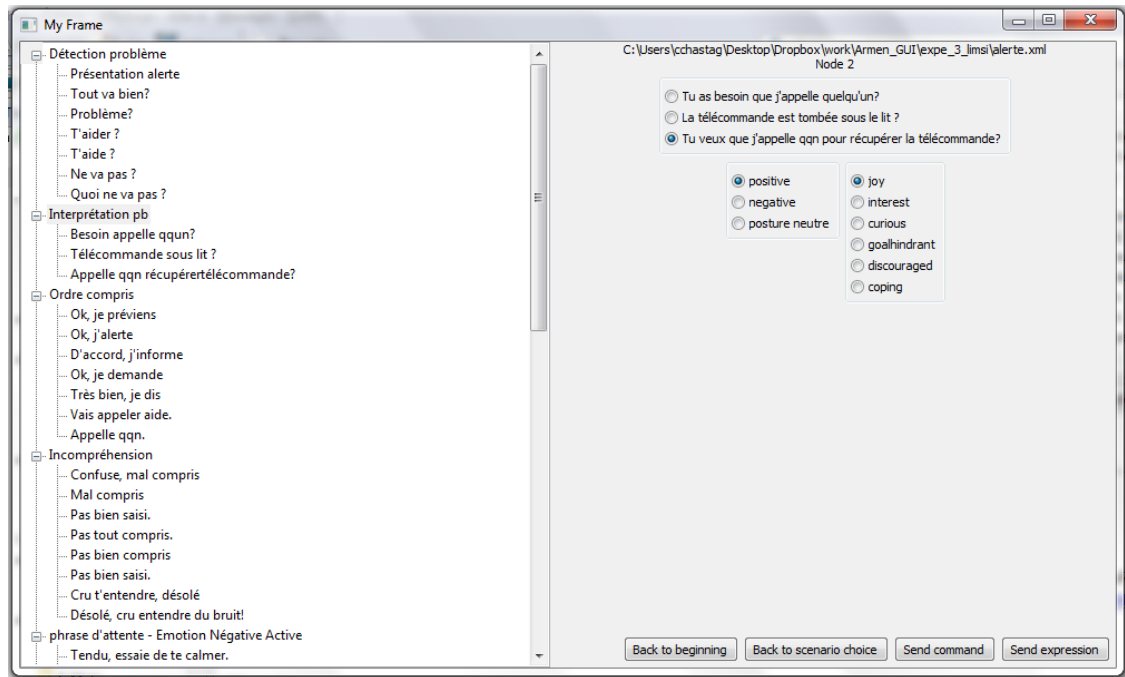 My Frame
Détection problème
Présentation alerte
Tout va bien?
Problème?
T'aider ?
T'aide ?
Ne va pas ?
Quoi ne va pas ?
Interprétation pb
Besoin appelle qqun?
Télécommande sous lit ?
Appelle qqn récupérertélécommande?
Ordre compris
Ok, je préviens
Ok, j'alerte
D'accord, j'informe
Ok, je demande
Très bien, je dis
Vais appeler aide.
Appelle qqn.
Incompréhension
Confuse, mal compris
Mal compris
Pas bien saisi.
Pas tout compris.
Pas bien compris
Pas bien saisi.
Cru t'entendre, désolé
Désolé, cru entendre du bruit!
phrase d'attente - Emotion Négative Active
Tendu, essaie de te calmer.
C:\Users\cchastag\Desktop\Dropbox\work\Armen_GUI\expe_3_limsi\alerte.xml
Node 2
Tu as besoin que j'appelle quelqu'un?
La télécommande est tombée sous le lit ?
Tu veux que j'appelle qqn pour récupérer la télécommande?
positive
negative
posture neutre
joy
interest
curious
goalhindrant
discouraged
coping
Back to beginning
Back to scenario choice
Send command
Send expression